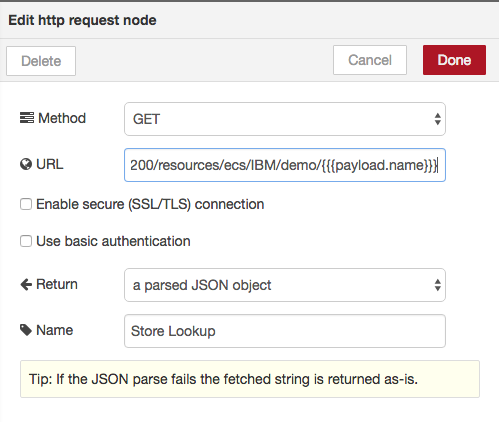 Edit http request node
Delete
Cancel
Done
Method
GET
URL
200/resources/ecs/IBM/demo/{{{payload.name}}}
Enable secure (SSL/TLS) connection
Use basic authentication
Return
a parsed JSON object
Name
Store Lookup
Tip: If the JSON parse fails the fetched string is returned as-is.